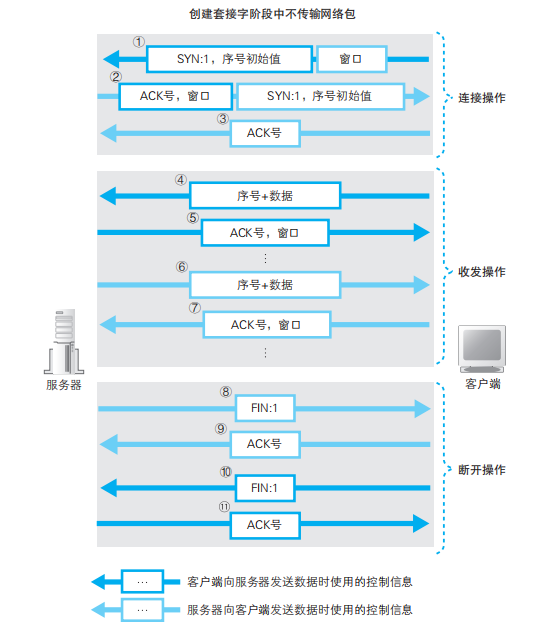 创建套接字阶段中不传输网络包
① SYN:1，序号初始值 窗口
② ACK号，窗口 SYN:1，序号初始值
③ ACK号
连接操作
④ 序号+数据
⑤ ACK号，窗口
⋮
⑥ 序号+数据
⑦ ACK号，窗口
⋮
收发操作
服务器
客户端
⑧ FIN:1
⑨ ACK号
⑩ FIN:1
⑪ ACK号
断开操作
… 客户端向服务器发送数据时使用的控制信息
… 服务器向客户端发送数据时使用的控制信息